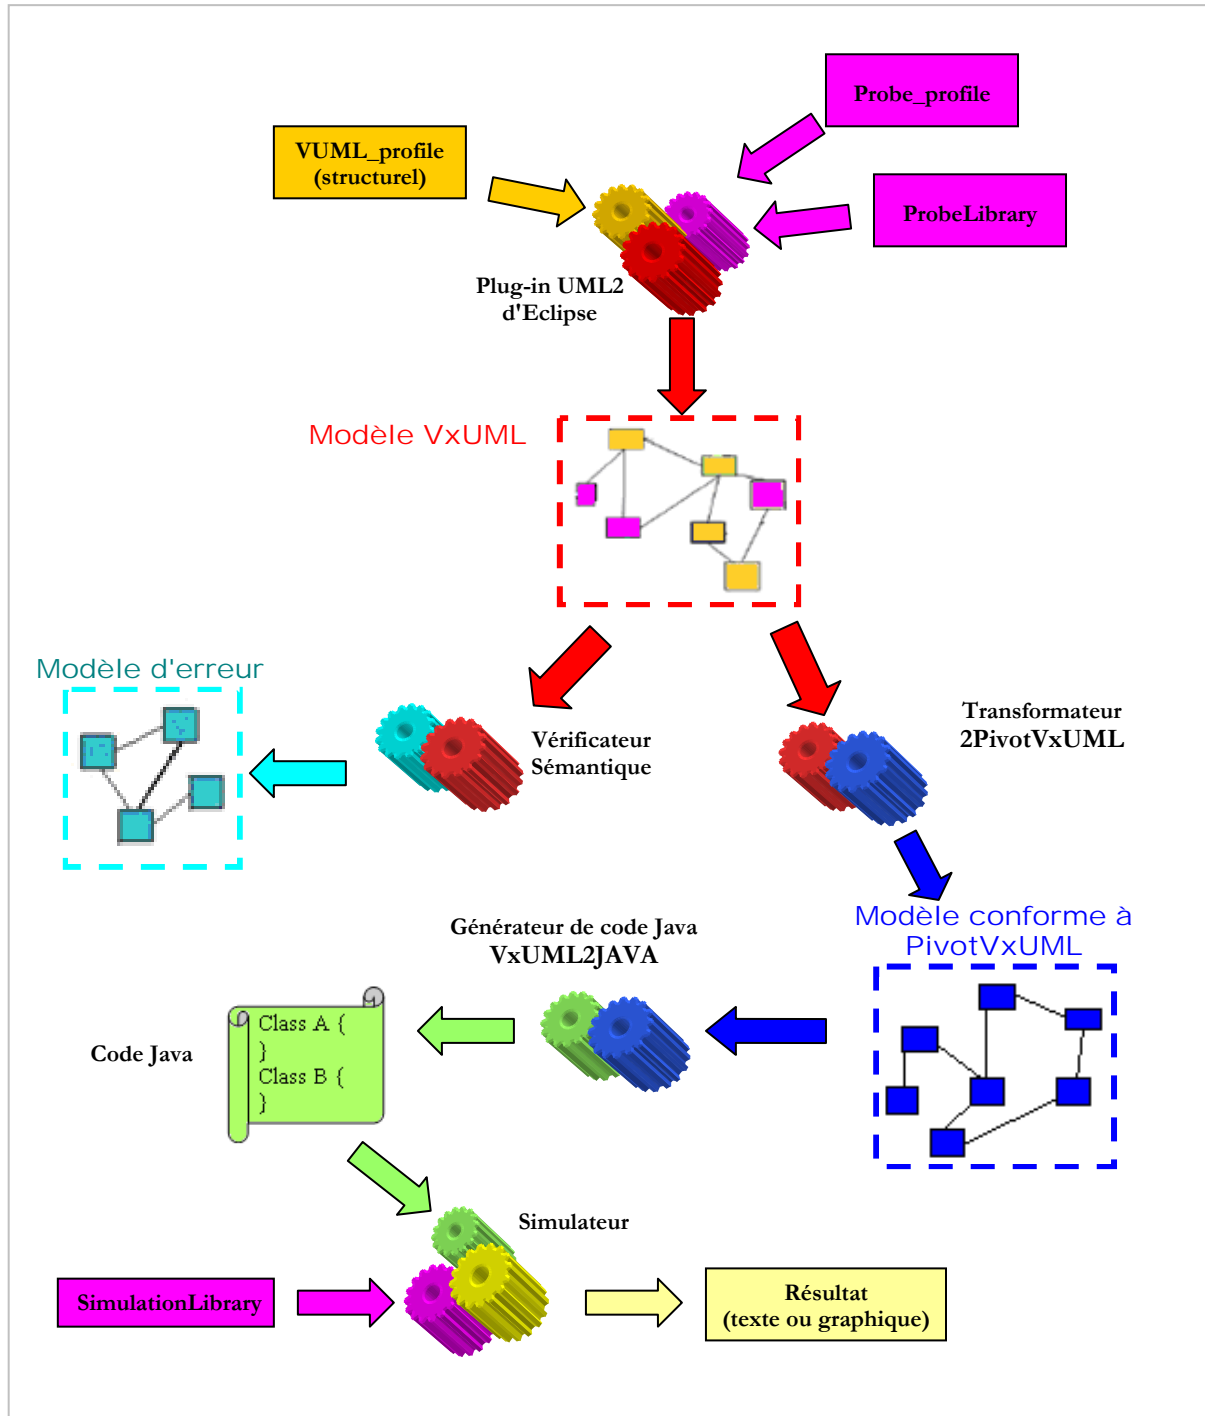 Probe_profile
VUML_profile
(structurel)
ProbeLibrary
Plug-in UML2
d'Eclipse
Modèle VxUML
Modèle d'erreur
Vérificateur
Sémantique
Transformateur
2PivotVxUML
Modèle conforme à
PivotVxUML
Générateur de code Java
VxUML2JAVA
Code Java
Class A {
}
Class B {
}
Simulateur
SimulationLibrary
Résultat
(texte ou graphique)